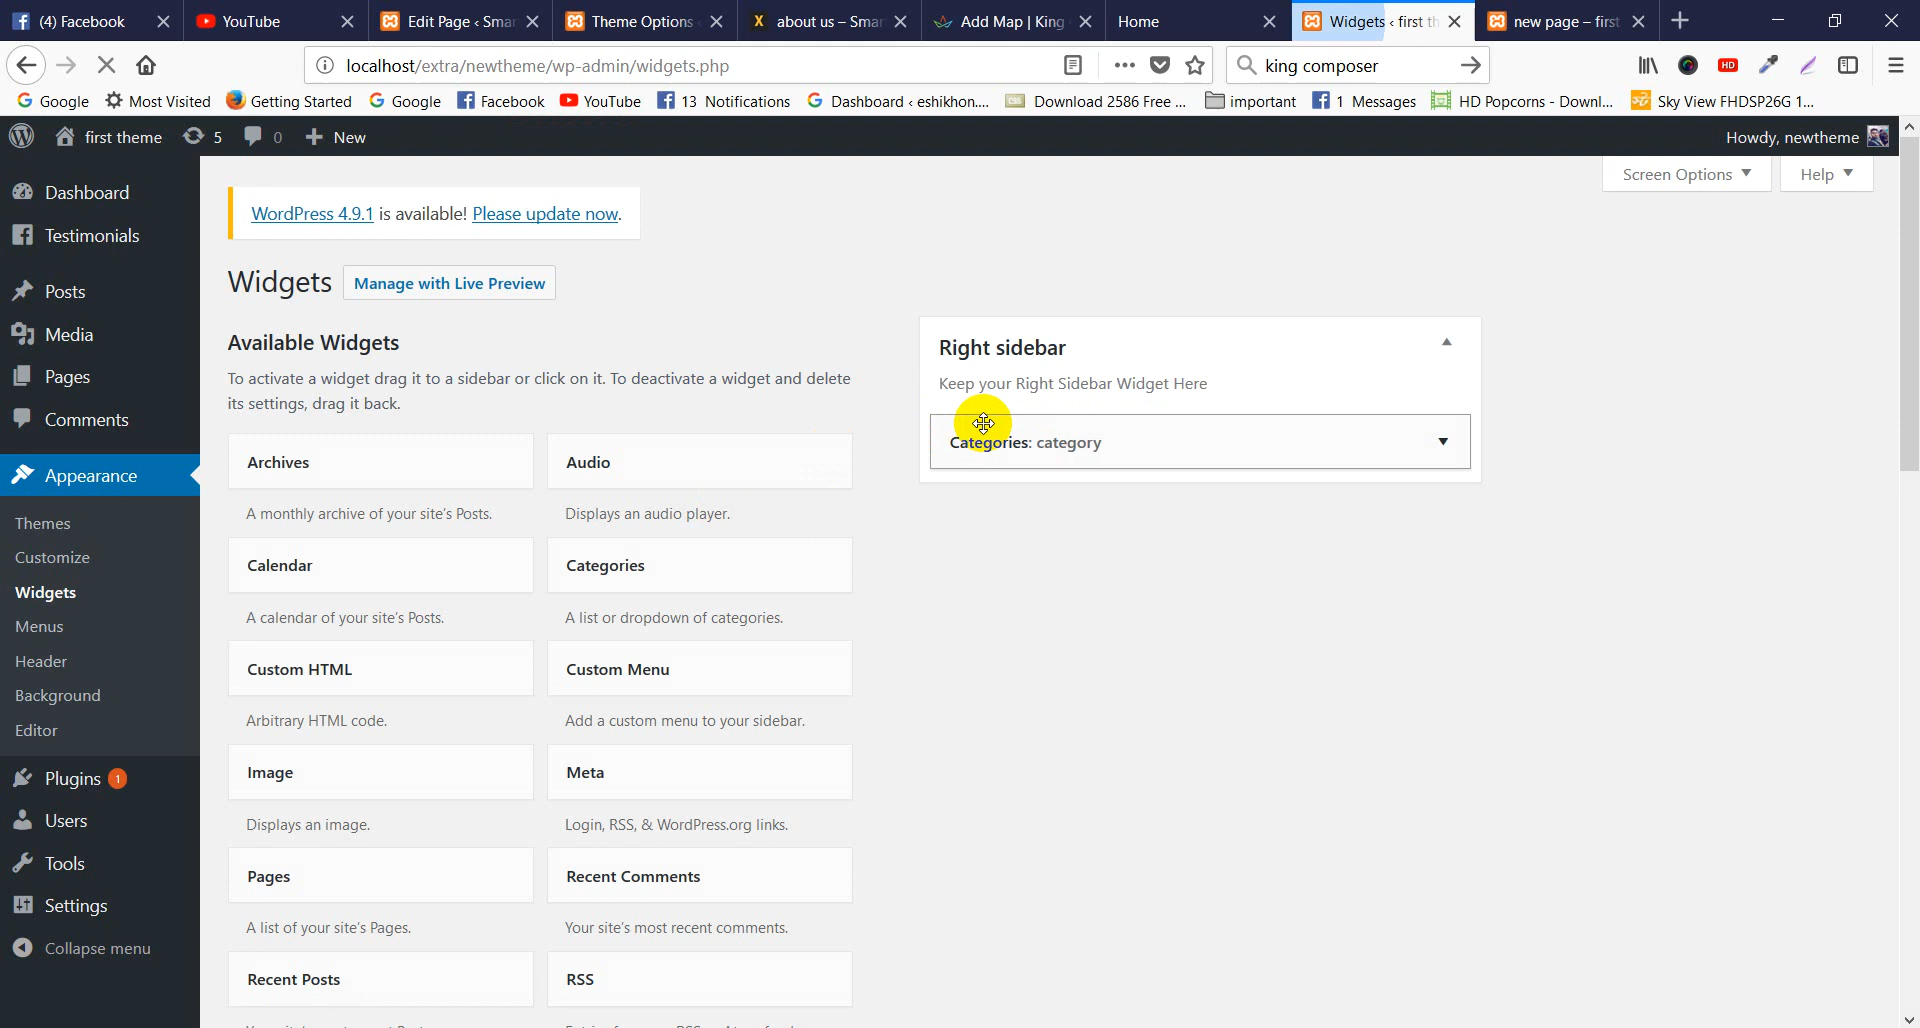 (4) Facebook
YouTube
Edit Page ‹ Smar
Theme Options
about us – Smar
Add Map | King
Home
Widgets ‹ first th
new page – first
localhost/extra/newtheme/wp-admin/widgets.php
king composer
HD
Google
Most Visited
Getting Started
Google
Facebook
YouTube
13 Notifications
Dashboard ‹ eshikhon....
Download 2586 Free ...
important
1 Messages
HD Popcorns - Downl...
Sky View FHDSP26G 1...
first theme
5
0
New
Howdy, newtheme
Screen Options
Help
Dashboard
Testimonials
Posts
Media
Pages
Comments
Appearance
Themes
Customize
Widgets
Menus
Header
Background
Editor
Plugins 1
Users
Tools
Settings
Collapse menu
WordPress 4.9.1 is available! Please update now.
Widgets
Manage with Live Preview
Available Widgets
To activate a widget drag it to a sidebar or click on it. To deactivate a widget and delete
its settings, drag it back.
Archives
A monthly archive of your site's Posts.
Audio
Displays an audio player.
Calendar
A calendar of your site's Posts.
Categories
A list or dropdown of categories.
Custom HTML
Arbitrary HTML code.
Custom Menu
Add a custom menu to your sidebar.
Image
Displays an image.
Meta
Login, RSS, & WordPress.org links.
Pages
A list of your site's Pages.
Recent Comments
Your site's most recent comments.
Recent Posts
RSS
Right sidebar
Keep your Right Sidebar Widget Here
Categories: category